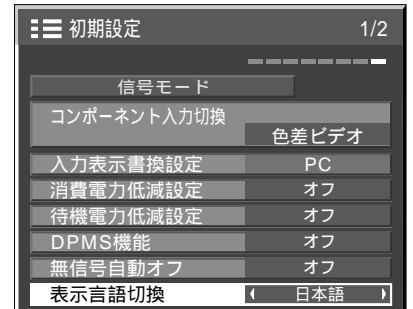 初期設定 1/2
信号モード
コンポーネント入力切換
色差ビデオ
入力表示書換設定 PC
消費電力低減設定 オフ
待機電力低減設定 オフ
DPMS機能 オフ
無信号自動オフ オフ
表示言語切換 日本語